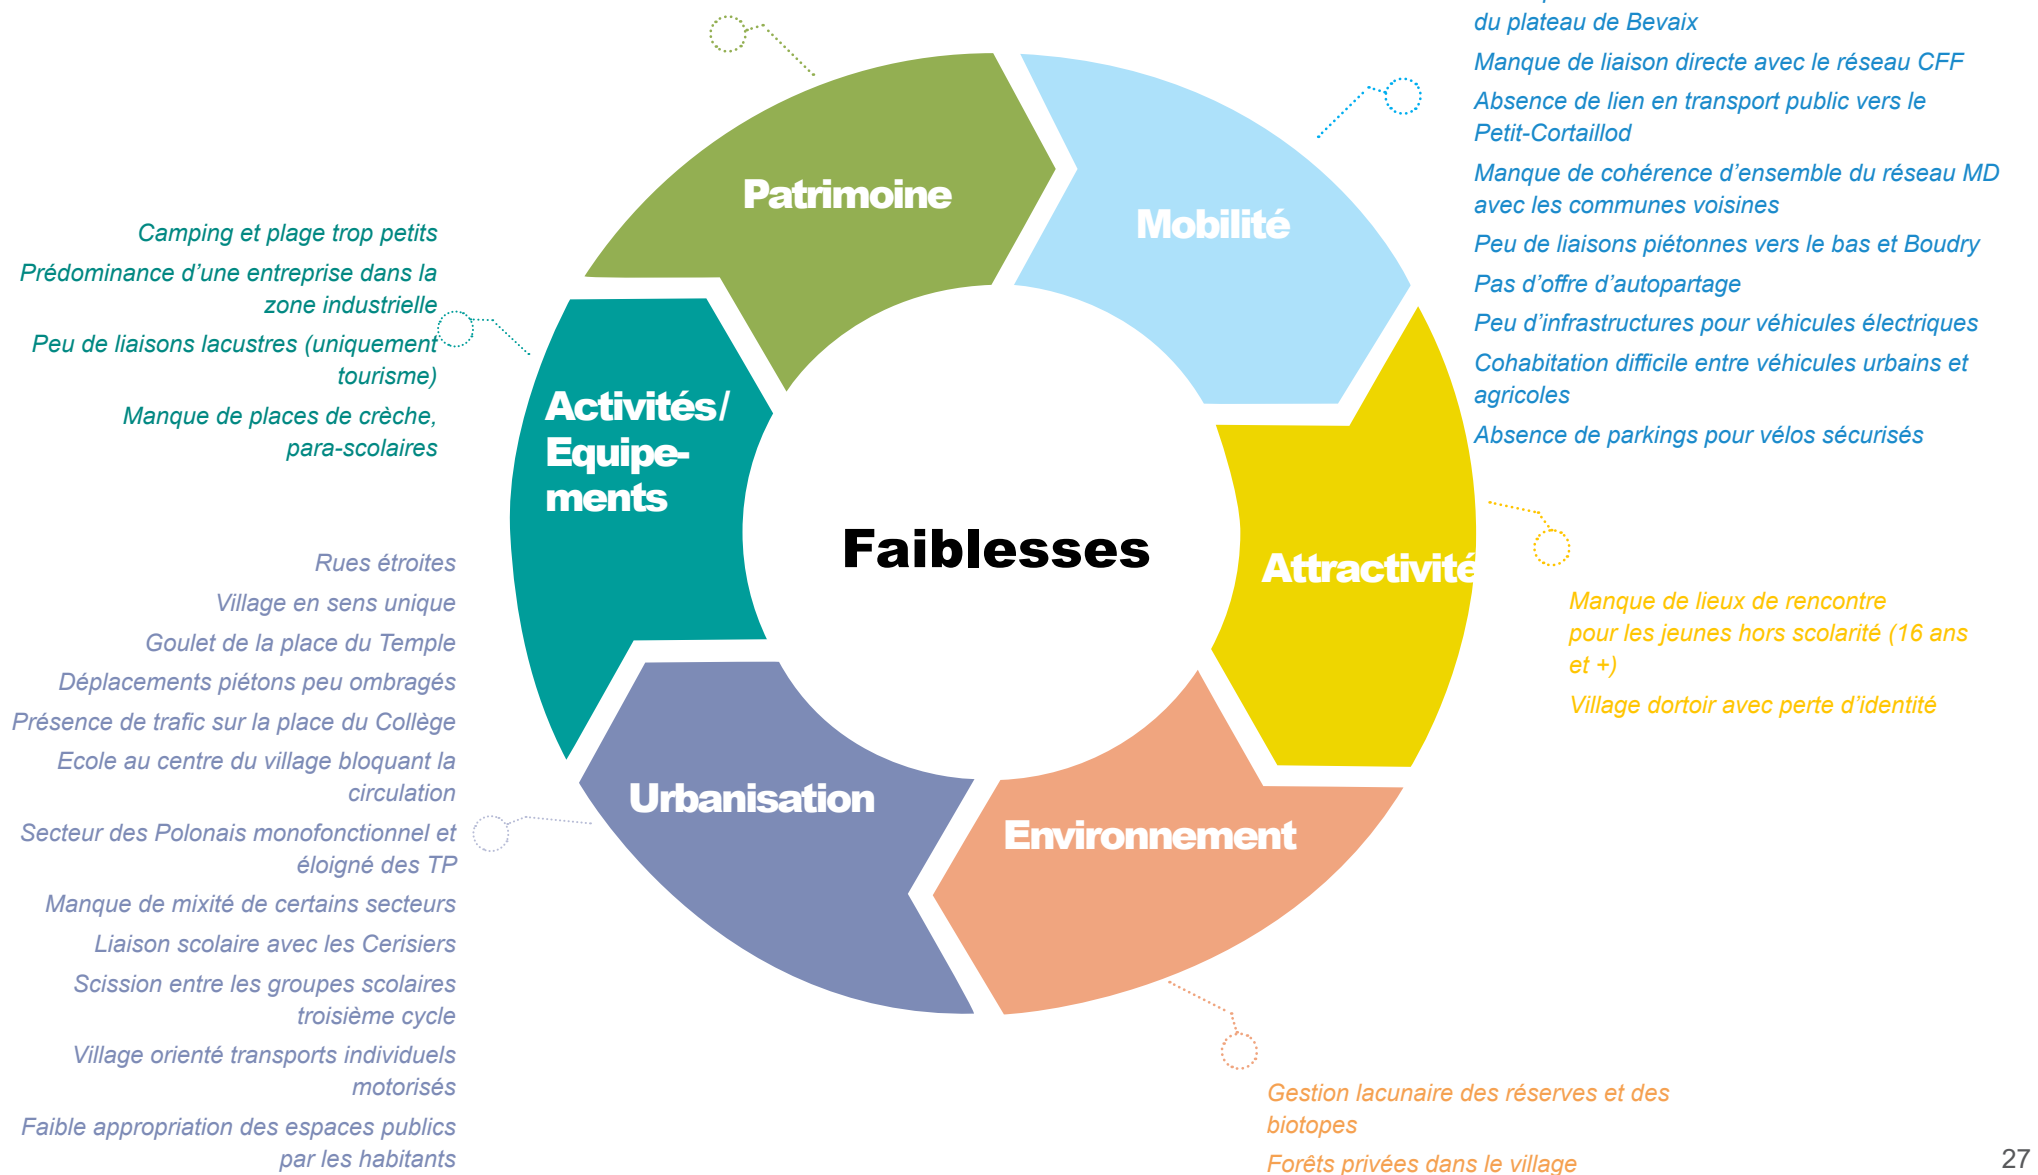 Faiblesses
Patrimoine
Mobilité
du plateau de Bevaix
Manque de liaison directe avec le réseau CFF
Absence de lien en transport public vers le
Petit-Cortaillod
Manque de cohérence d’ensemble du réseau MD
avec les communes voisines
Peu de liaisons piétonnes vers le bas et Boudry
Pas d’offre d’autopartage
Peu d’infrastructures pour véhicules électriques
Cohabitation difficile entre véhicules urbains et
agricoles
Absence de parkings pour vélos sécurisés
Attractivité
Manque de lieux de rencontre
pour les jeunes hors scolarité (16 ans
et +)
Village dortoir avec perte d’identité
Environnement
Gestion lacunaire des réserves et des
biotopes
Forêts privées dans le village
Urbanisation
Rues étroites
Village en sens unique
Goulet de la place du Temple
Déplacements piétons peu ombragés
Présence de trafic sur la place du Collège
Ecole au centre du village bloquant la
circulation
Secteur des Polonais monofonctionnel et
éloigné des TP
Manque de mixité de certains secteurs
Liaison scolaire avec les Cerisiers
Scission entre les groupes scolaires
troisième cycle
Village orienté transports individuels
motorisés
Faible appropriation des espaces publics
par les habitants
Activités/
Equipe-
ments
Camping et plage trop petits
Prédominance d’une entreprise dans la
zone industrielle
Peu de liaisons lacustres (uniquement
tourisme)
Manque de places de crèche,
para-scolaires
27